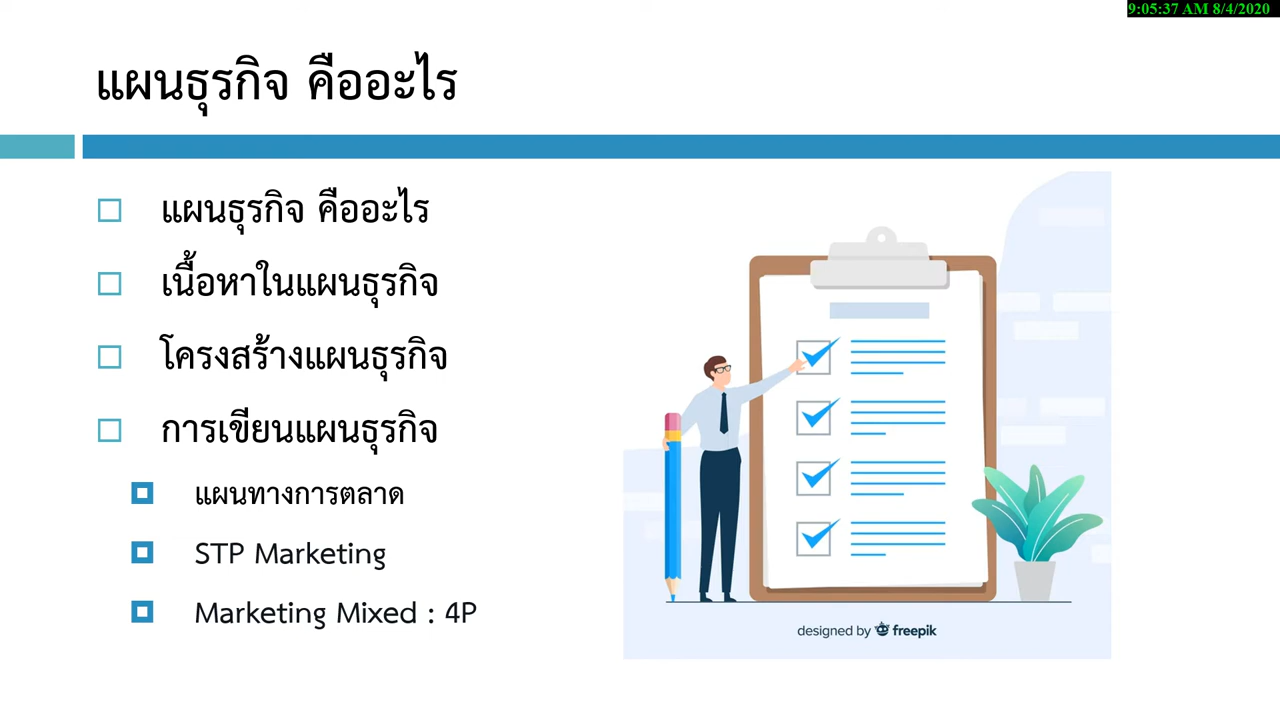 9:05:37 AM 8/4/2020
แผนธุรกิจ คืออะไร
แผนธุรกิจ คืออะไร
เนื้อหาในแผนธุรกิจ
โครงสร้างแผนธุรกิจ
การเขียนแผนธุรกิจ
แผนทางการตลาด
STP Marketing
Marketing Mixed : 4P
designed by freepik